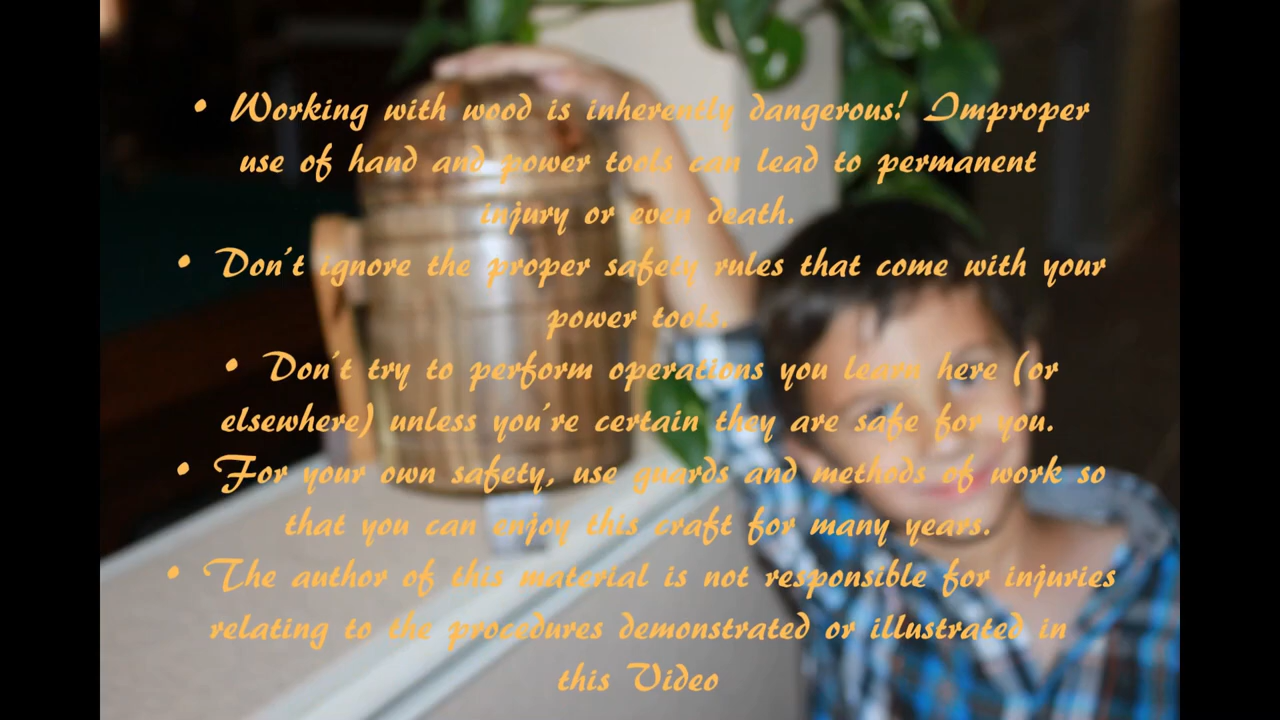 • Working with wood is inherently dangerous! Improper
use of hand and power tools can lead to permanent
injury or even death.
• Don't ignore the proper safety rules that come with your
power tools.
• Don't try to perform operations you learn here (or
elsewhere) unless you're certain they are safe for you.
• For your own safety, use guards and methods of work so
that you can enjoy this craft for many years.
• The author of this material is not responsible for injuries
relating to the procedures demonstrated or illustrated in
this Video